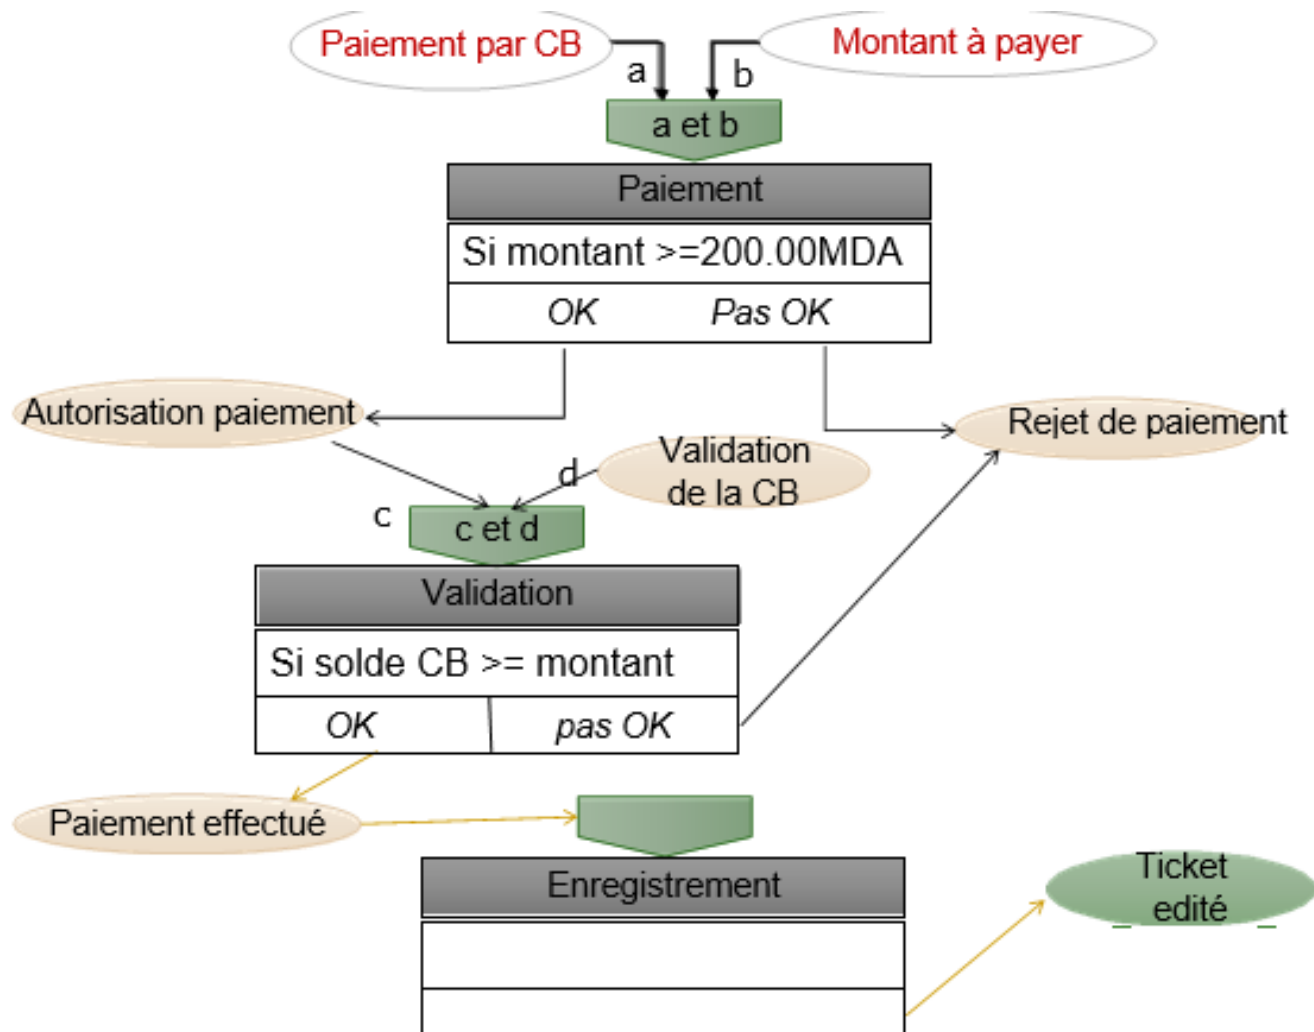 Paiement par CB
Montant à payer
a
b
a et b
Paiement
Si montant >=200.00MDA
OK Pas OK
Autorisation paiement
Rejet de paiement
Validation
de la CB
d
c
c et d
Validation
Si solde CB >= montant
OK pas OK
Paiement effectué
Enregistrement
Ticket
edité